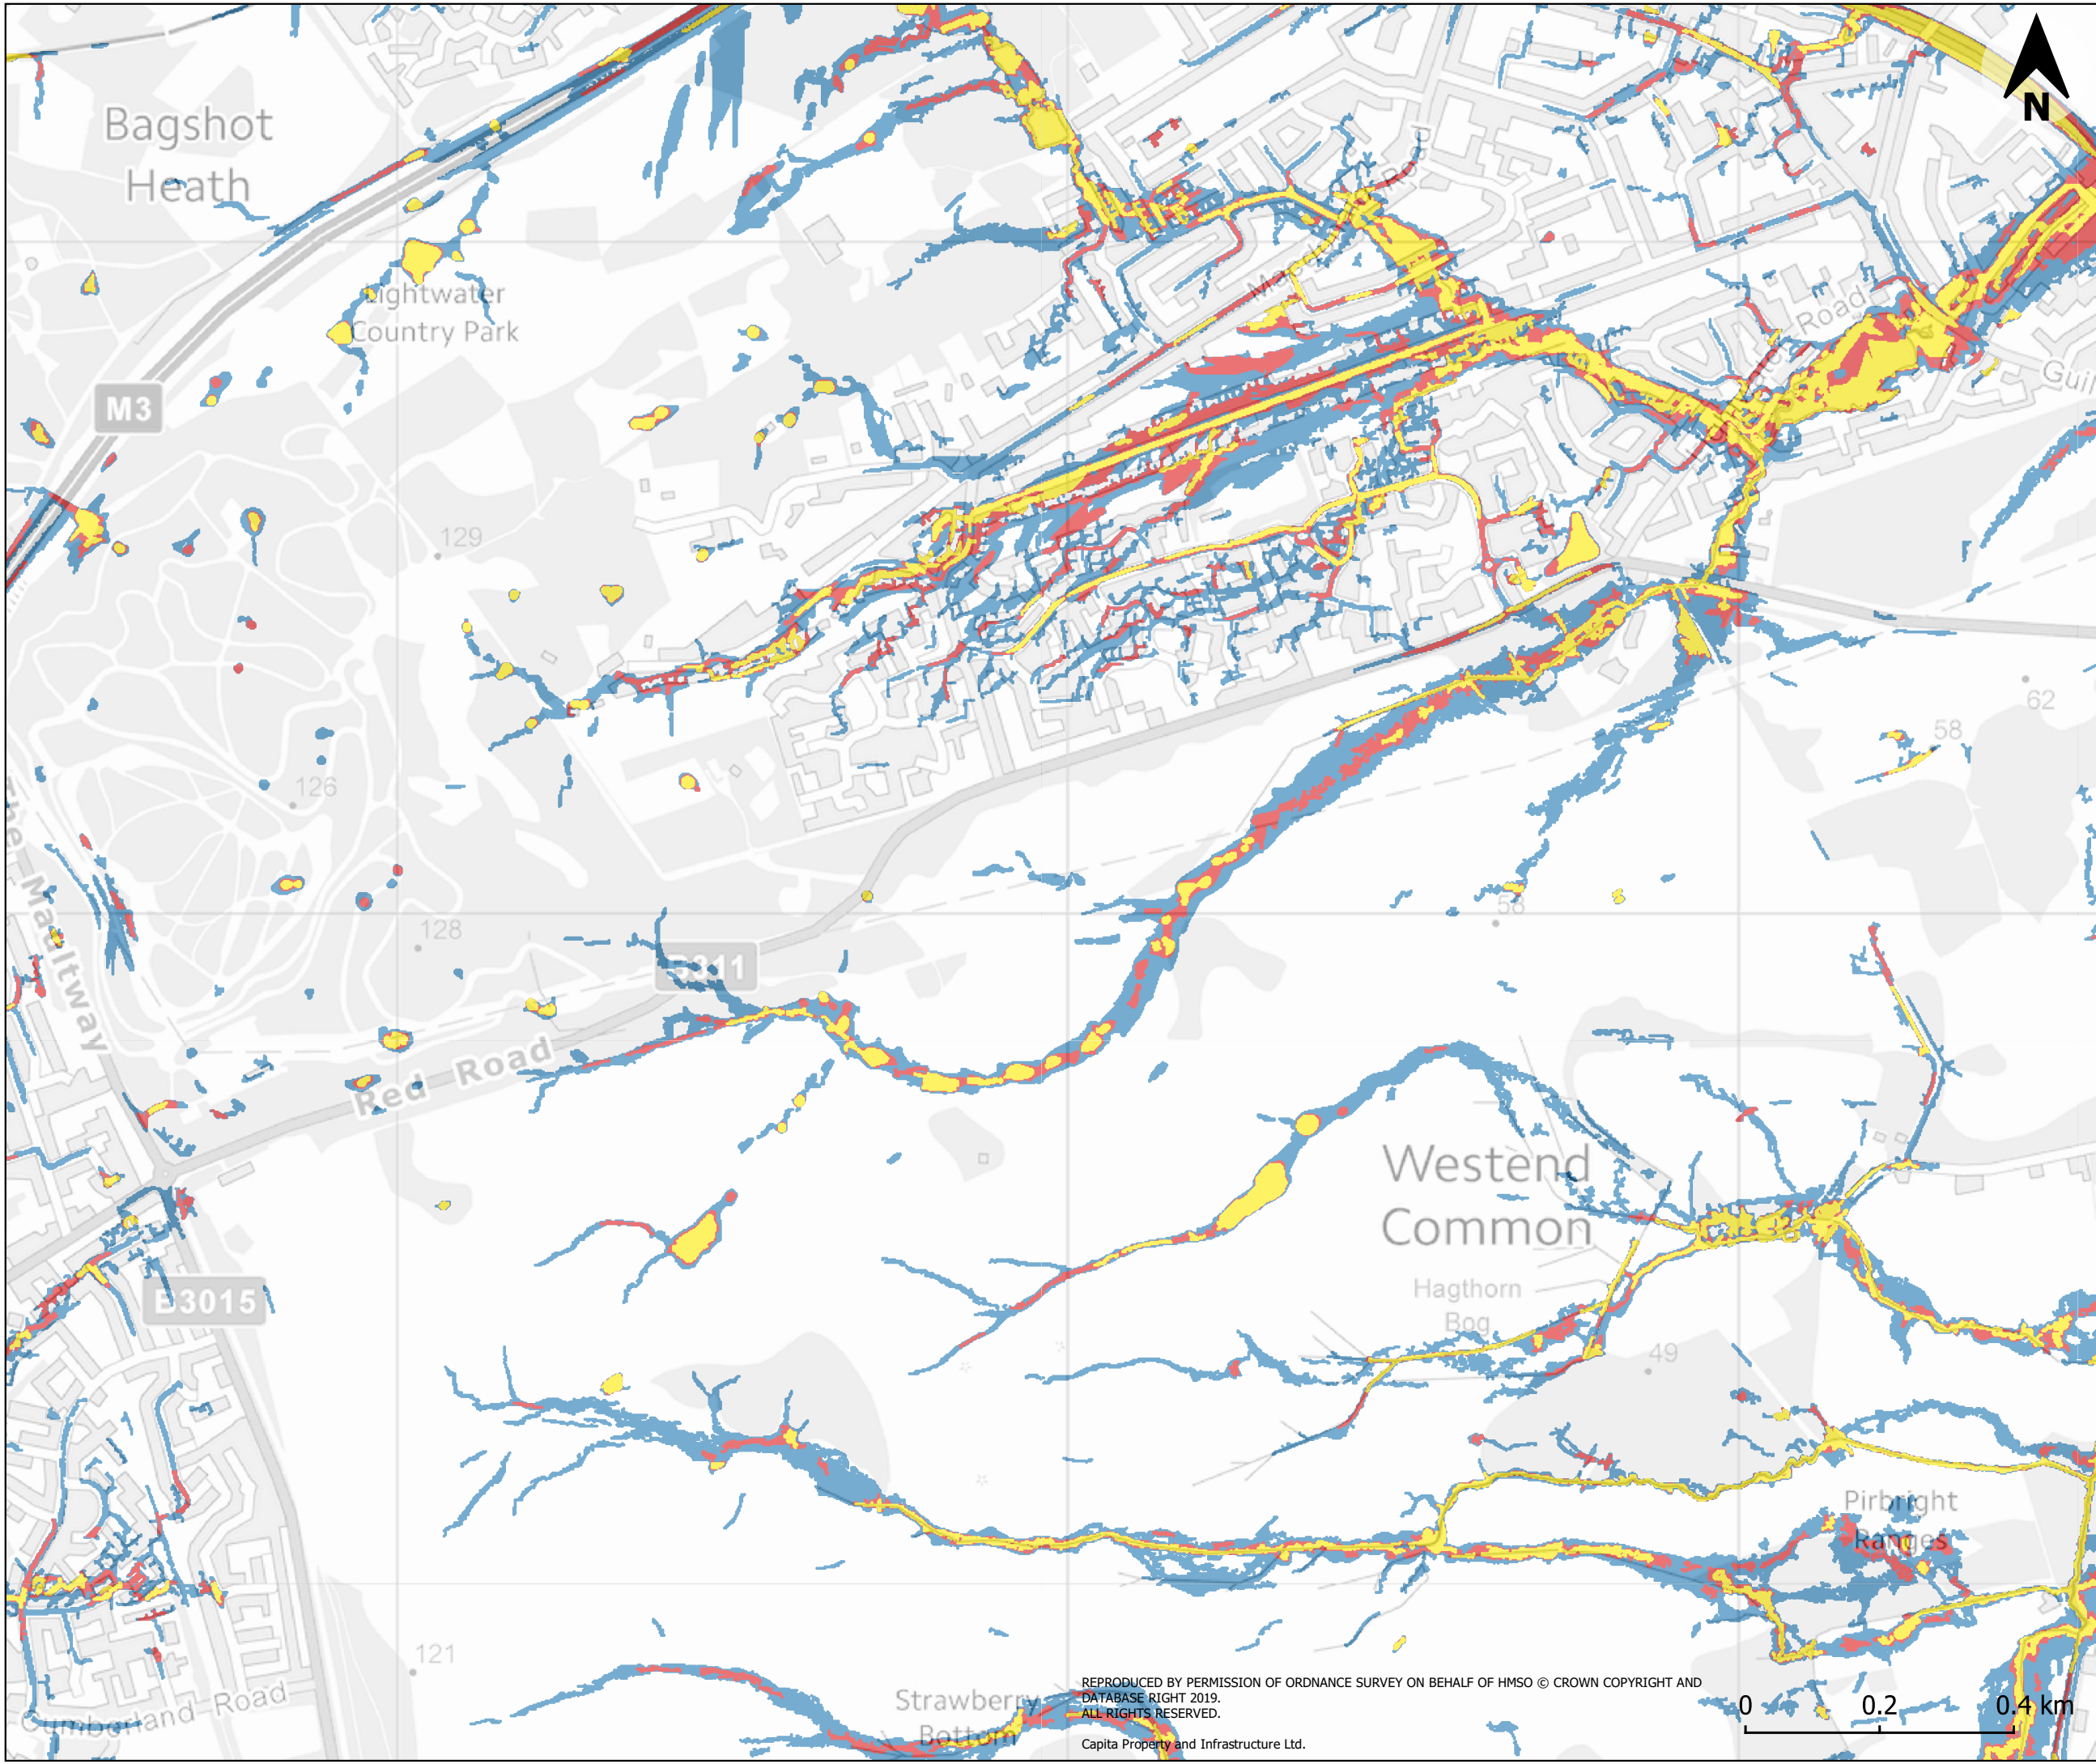 N
Bagshot
Heath
Road
Lightwater
Country Park
Road
M3
129
62
58
126
The Maultway
58
128
B311
Red Road
Westend
Common
B3015
Hagthorn
Bog
49
Pirbright
Ranges
121
Strawberry
Bottom
Cumberland Road
REPRODUCED BY PERMISSION OF ORDNANCE SURVEY ON BEHALF OF HMSO © CROWN COPYRIGHT AND
DATABASE RIGHT 2019.
ALL RIGHTS RESERVED.
Capita Property and Infrastructure Ltd.
0 0.2 0.4 km